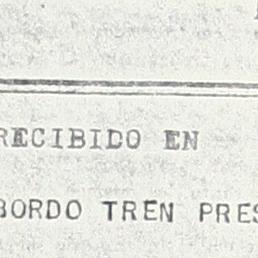 RECIBIDO EN
BORDO TREN PRES